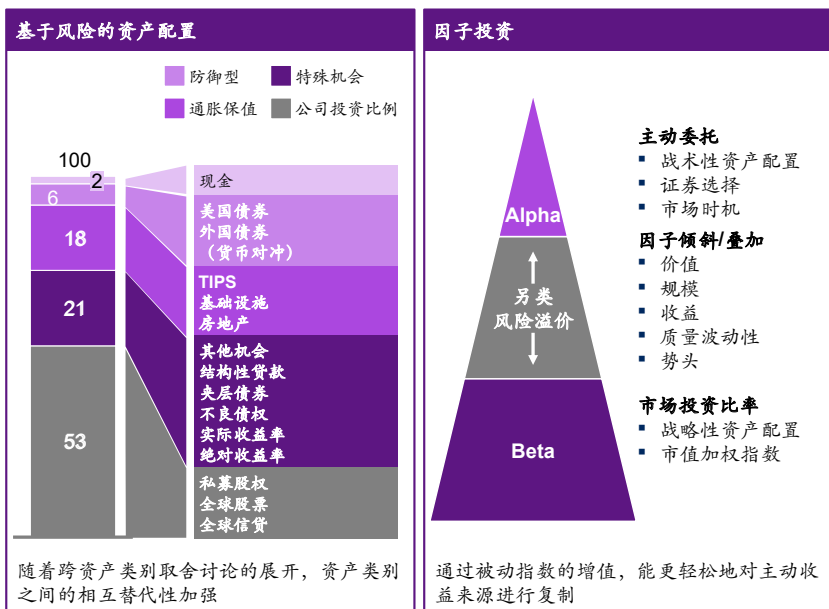 基于风险的资产配置
防御型
特殊机会
通胀保值
公司投资比例
100
2
6
18
21
53
现金
美国债券
外国债券
（货币对冲）
TIPS
基础设施
房地产
其他机会
结构性贷款
夹层债券
不良债权
实际收益率
绝对收益率
私募股权
全球股票
全球信贷
随着跨资产类别取舍讨论的展开，资产类别
之间的相互替代性加强
因子投资
Alpha
另类
风险溢价
Beta
主动委托
▪ 战术性资产配置
▪ 证券选择
▪ 市场时机
因子倾斜/叠加
▪ 价值
▪ 规模
▪ 收益
▪ 质量波动性
▪ 势头
市场投资比率
▪ 战略性资产配置
▪ 市值加权指数
通过被动指数的增值，能更轻松地对主动收
益来源进行复制